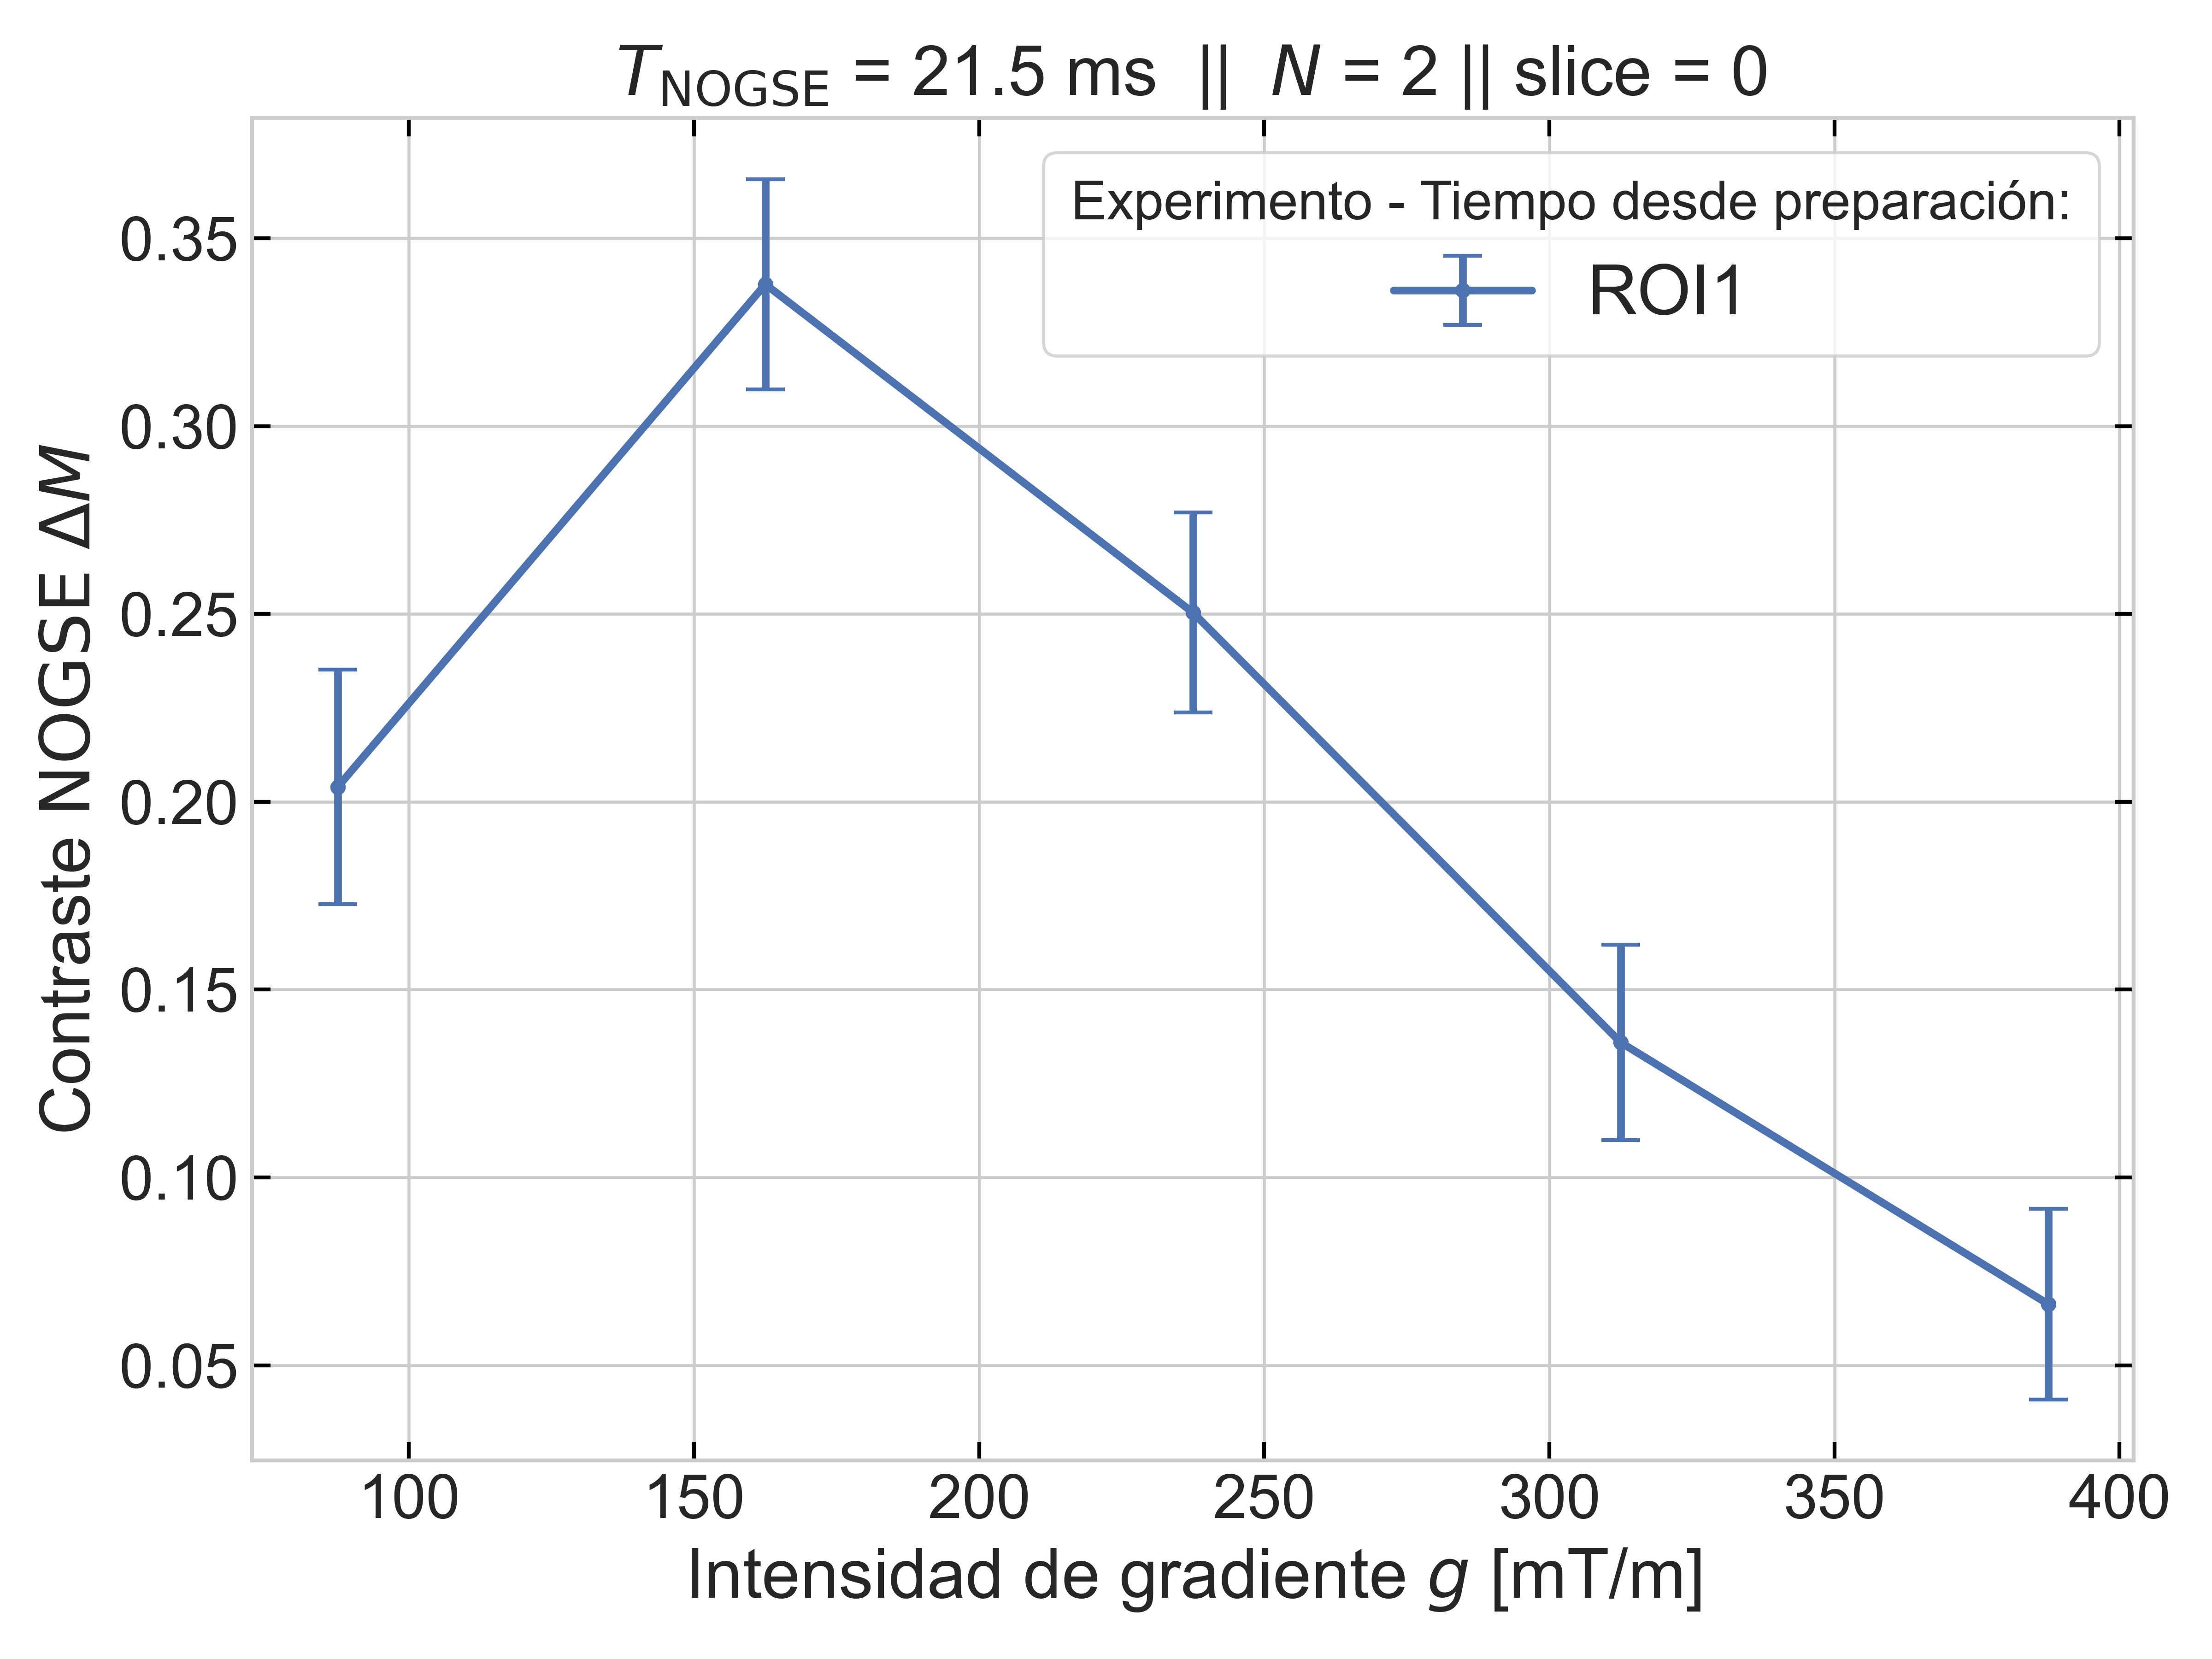 T_NOGSE = 21.5 ms || N = 2 || slice = 0
Experimento - Tiempo desde preparación:
ROI1
Contraste NOGSE ΔM
0.35
0.30
0.25
0.20
0.15
0.10
0.05
100 150 200 250 300 350 400
Intensidad de gradiente g [mT/m]